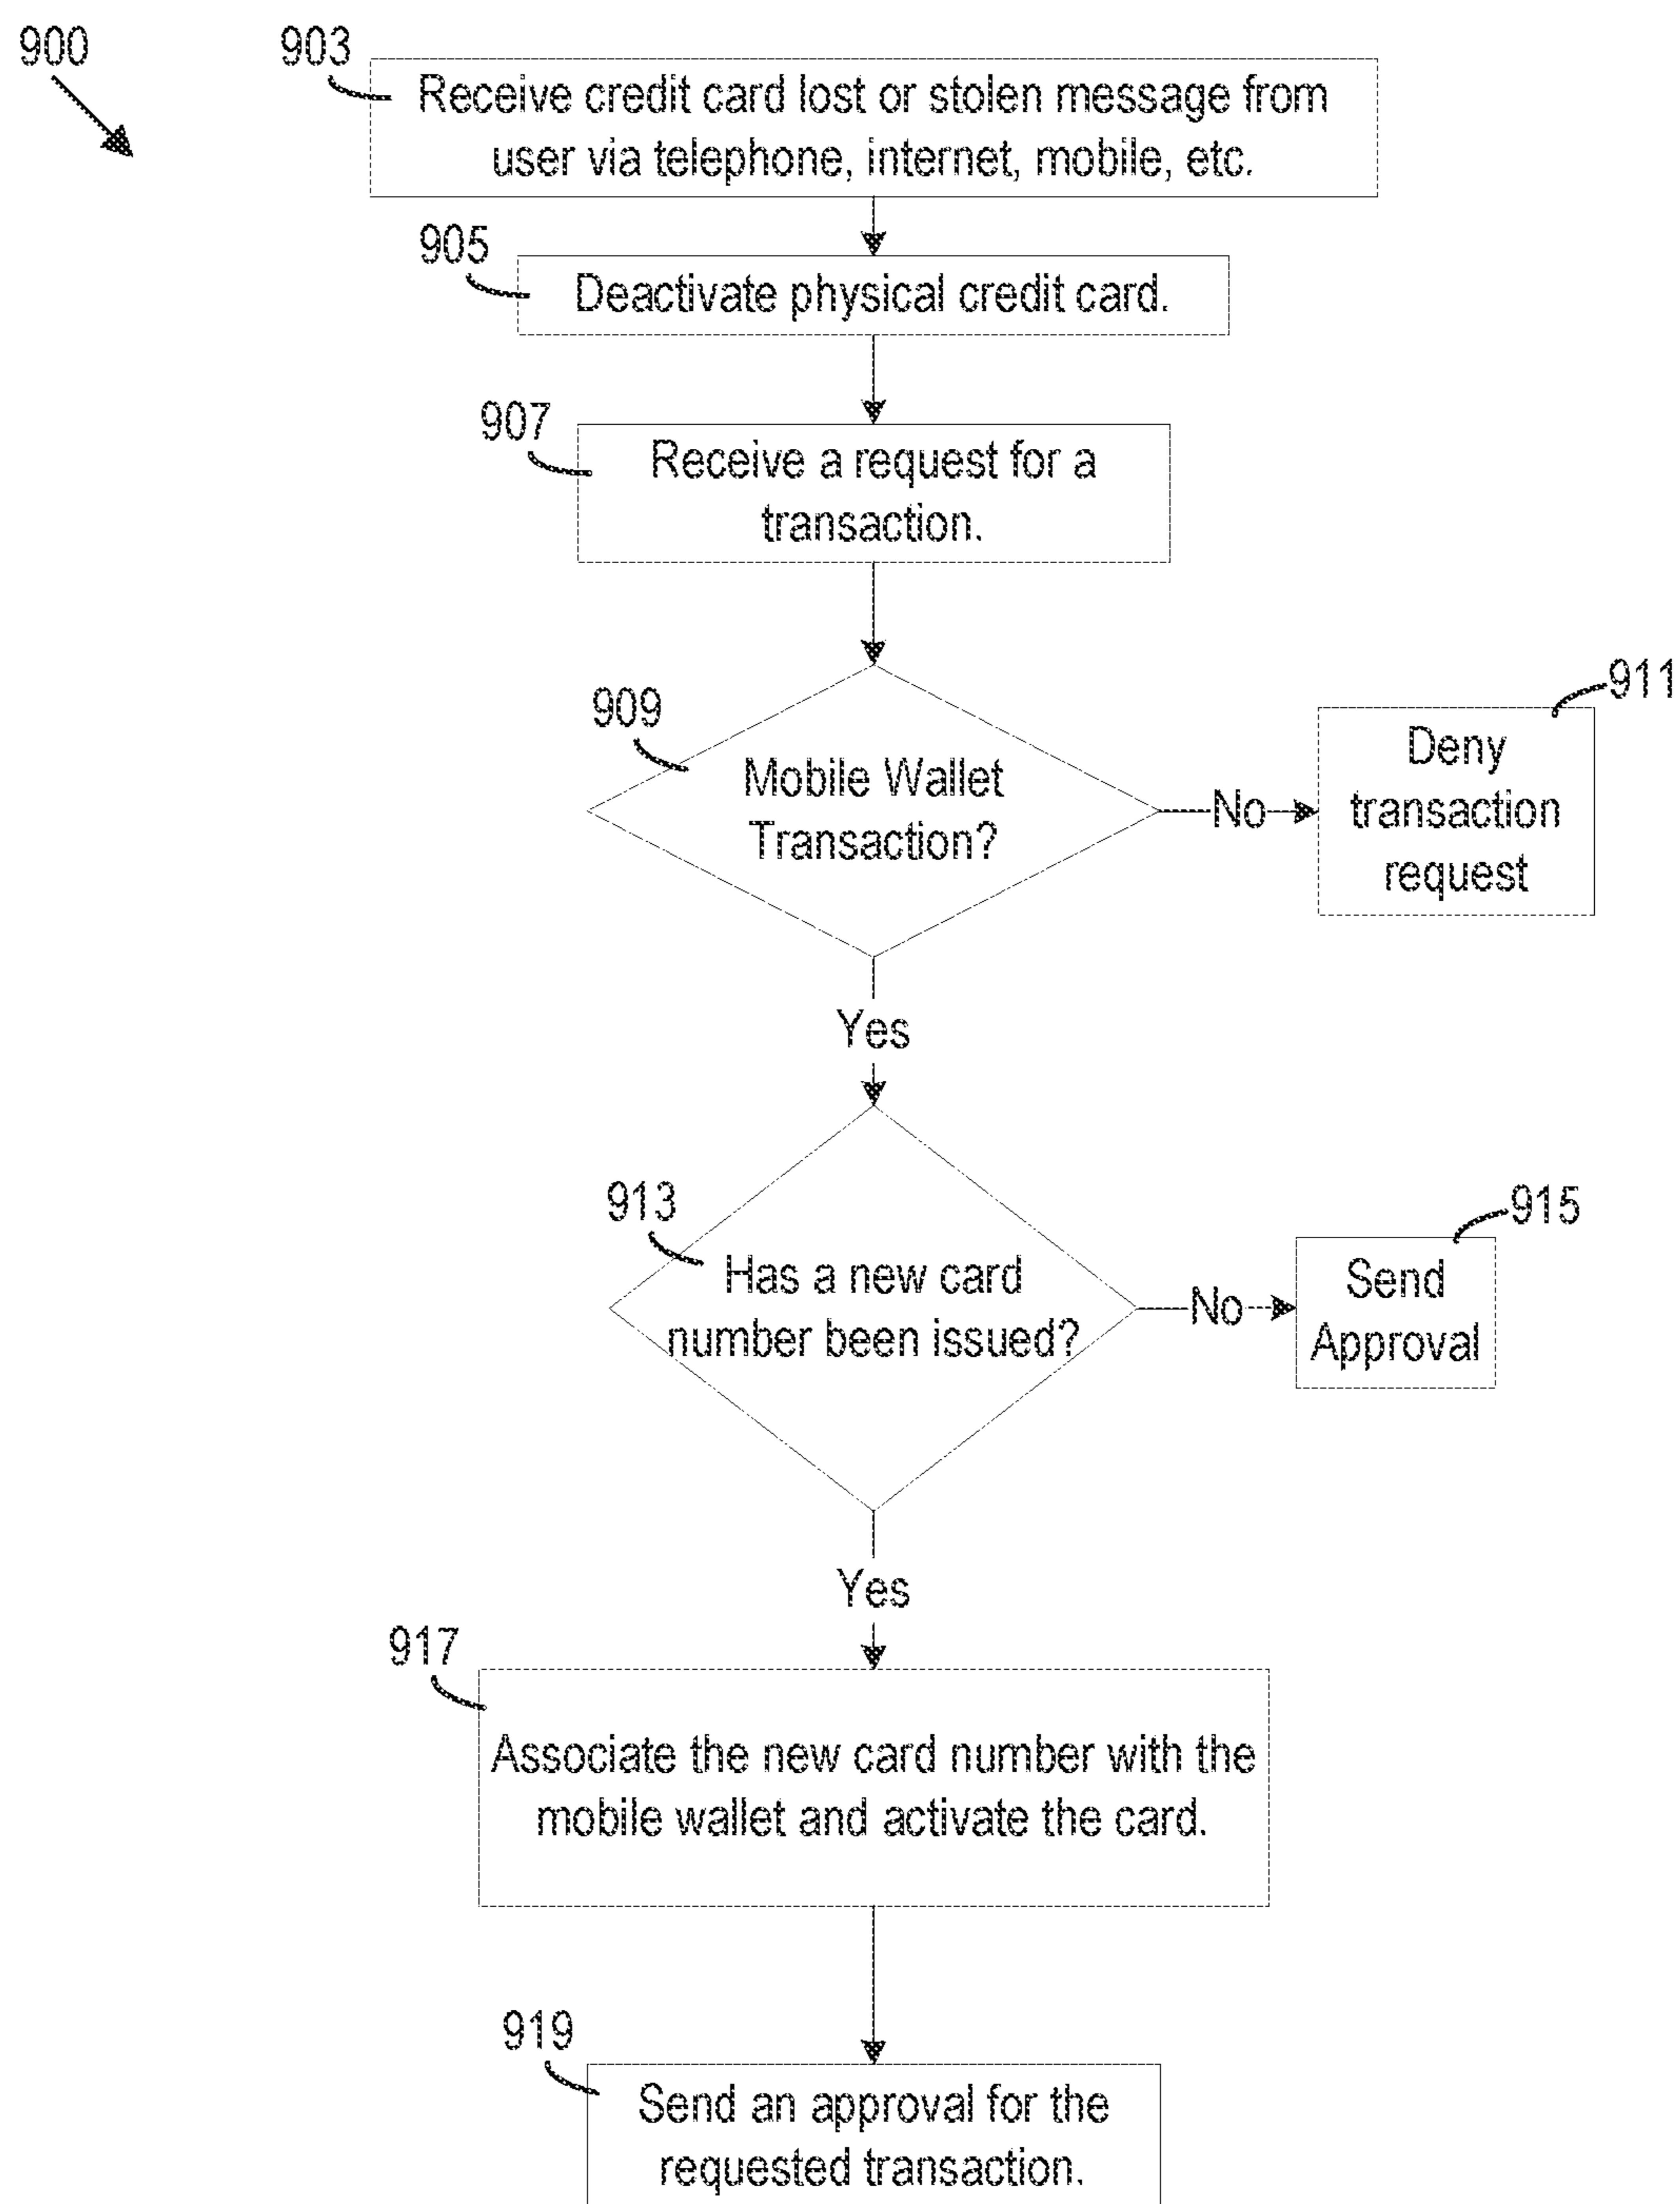 900
903
Receive credit card lost or stolen message from
user via telephone, internet, mobile, etc.
905
Deactivate physical credit card.
907
Receive a request for a
transaction.
909
Mobile Wallet
Transaction?
No
911
Deny
transaction
request
Yes
913
Has a new card
number been issued?
No
915
Send
Approval
Yes
917
Associate the new card number with the
mobile wallet and activate the card.
919
Send an approval for the
requested transaction.